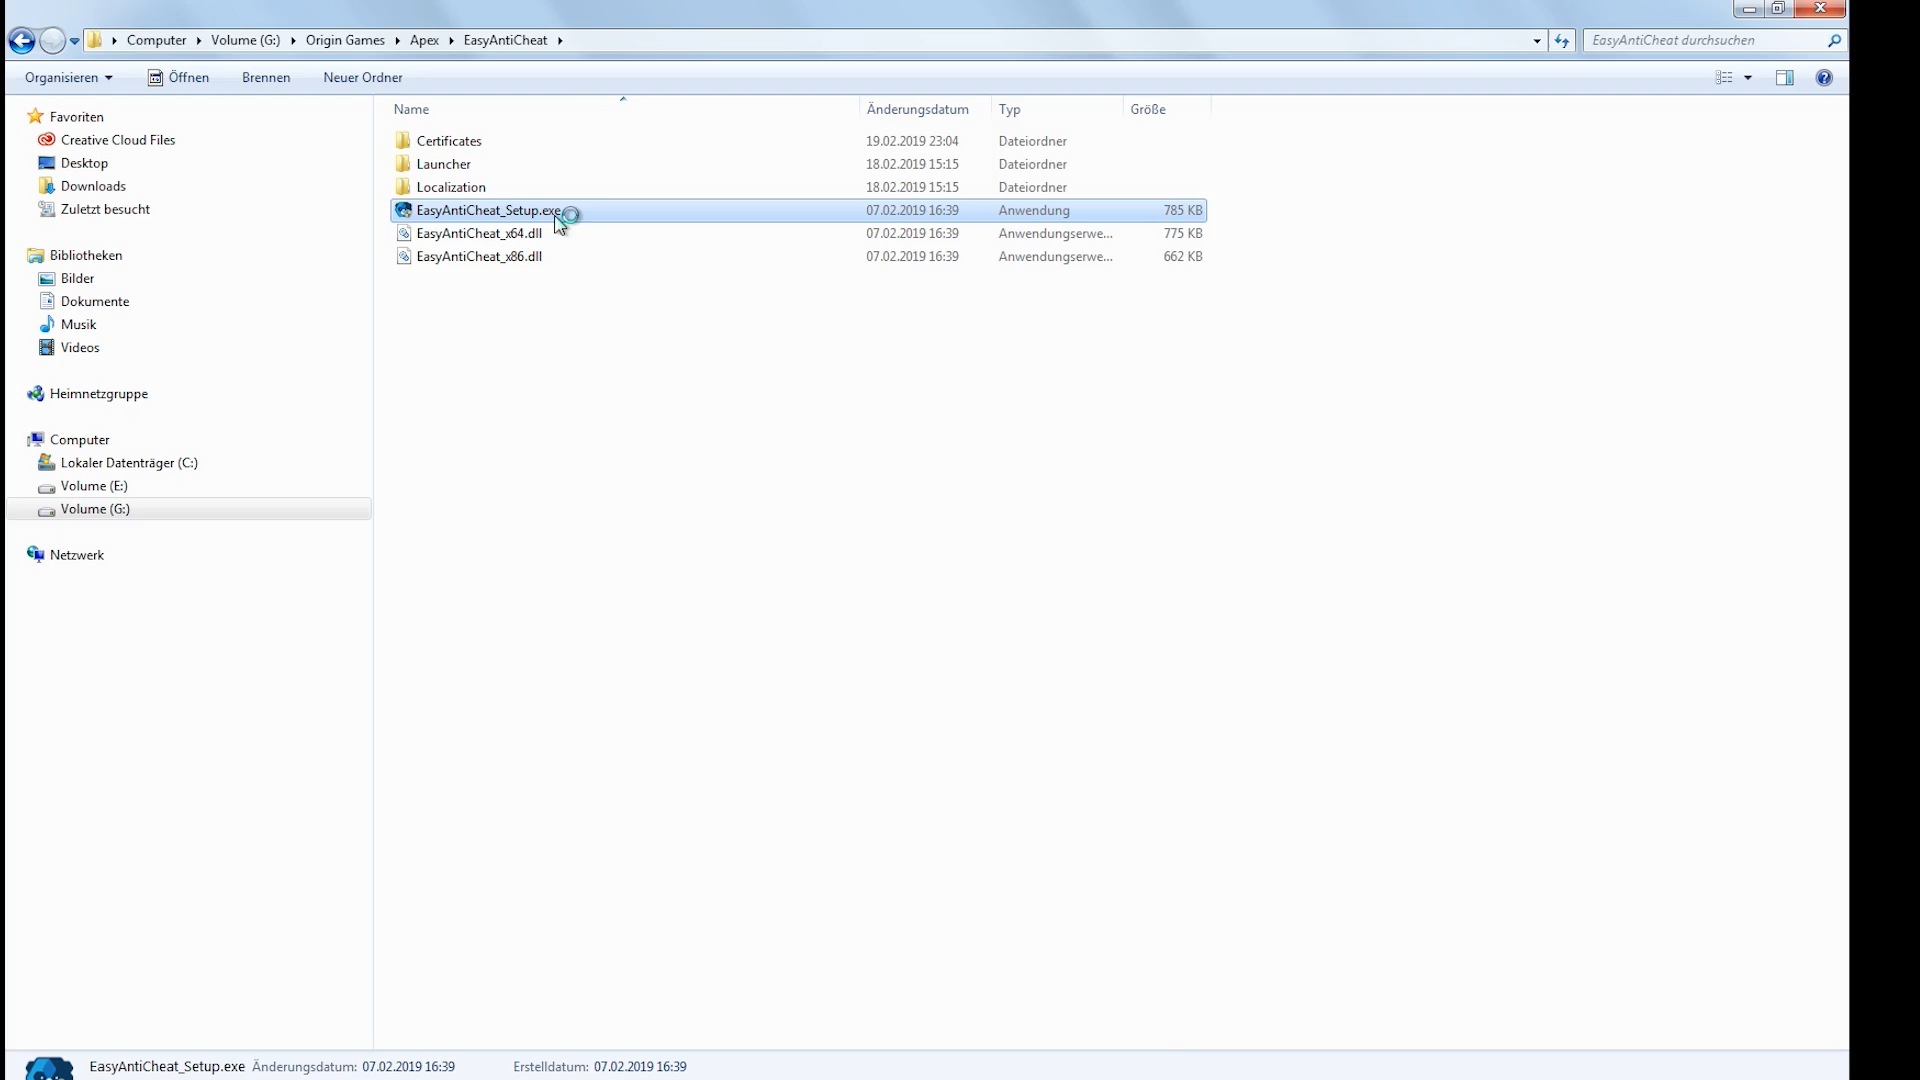 Computer Volume (G:) Origin Games Apex EasyAntiCheat
EasyAntiCheat durchsuchen
Organisieren Öffnen Brennen Neuer Ordner
Name Änderungsdatum Typ Größe
Favoriten
Creative Cloud Files
Desktop
Downloads
Zuletzt besucht
Bibliotheken
Bilder
Dokumente
Musik
Videos
Heimnetzgruppe
Computer
Lokaler Datenträger (C:)
Volume (E:)
Volume (G:)
Netzwerk
Certificates 19.02.2019 23:04 Dateiordner
Launcher 18.02.2019 15:15 Dateiordner
Localization 18.02.2019 15:15 Dateiordner
EasyAntiCheat_Setup.exe 07.02.2019 16:39 Anwendung 785 KB
EasyAntiCheat_x64.dll 07.02.2019 16:39 Anwendungserwe... 775 KB
EasyAntiCheat_x86.dll 07.02.2019 16:39 Anwendungserwe... 662 KB
EasyAntiCheat_Setup.exe Änderungsdatum: 07.02.2019 16:39 Erstelldatum: 07.02.2019 16:39